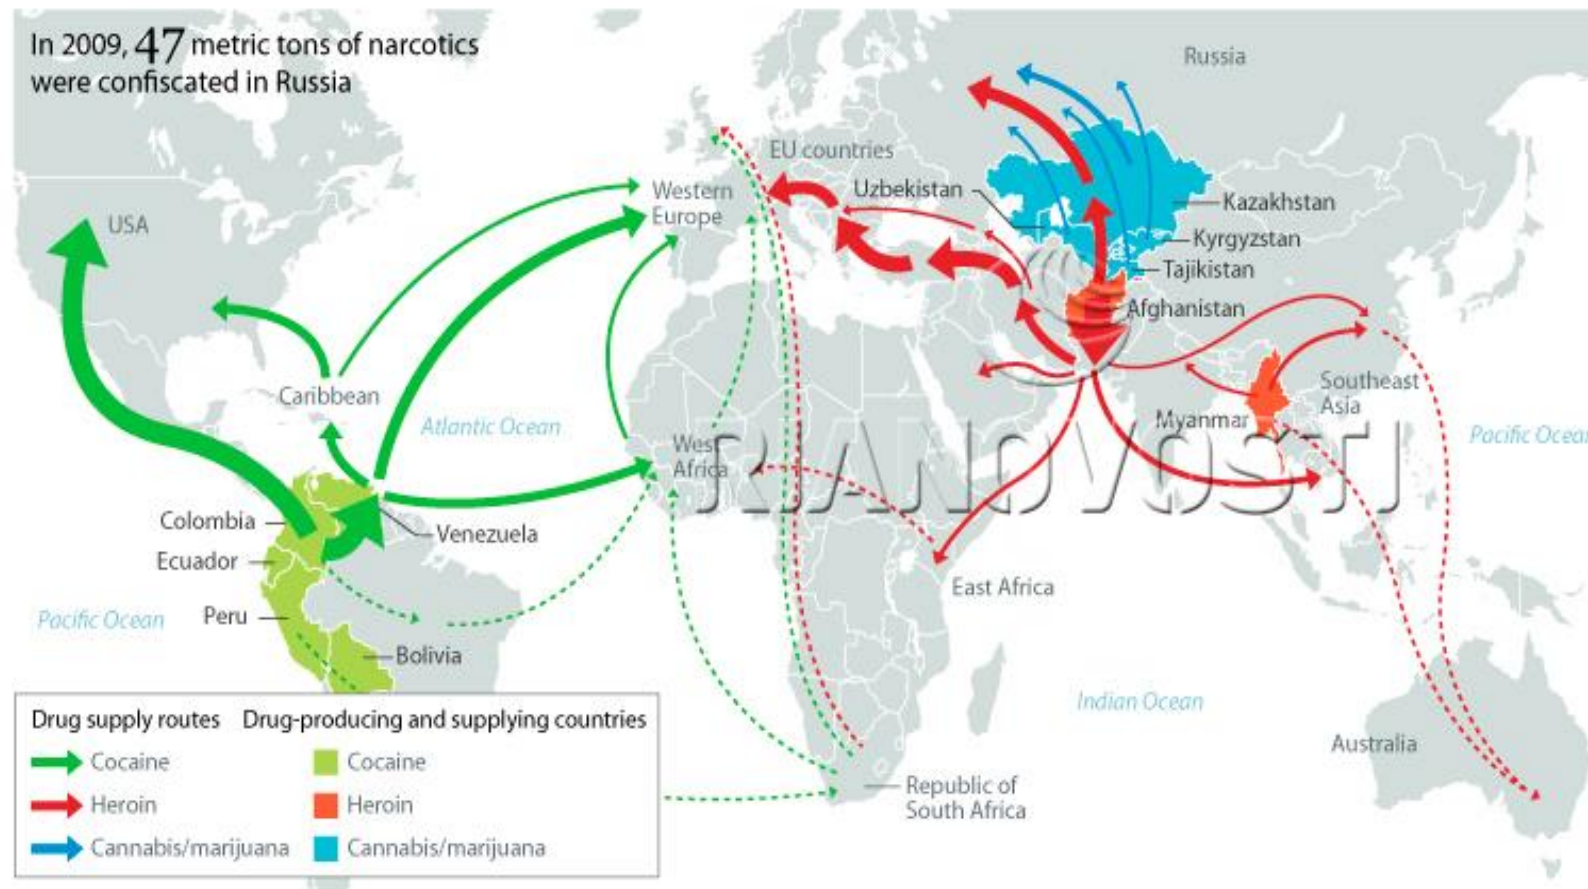 In 2009, 47 metric tons of narcotics
were confiscated in Russia
Russia
EU countries
Western
Europe
Uzbekistan
USA
Kazakhstan
Kyrgyzstan
Tajikistan
Afghanistan
Caribbean
Atlantic Ocean
Southeast
Asia
Myanmar
Pacific Ocean
West
Africa
RIANOVOSTI
Colombia
Venezuela
Ecuador
East Africa
Pacific Ocean
Peru
Bolivia
Indian Ocean
Australia
Republic of
South Africa
Drug supply routes
Drug-producing and supplying countries
Cocaine
Cocaine
Heroin
Heroin
Cannabis/marijuana
Cannabis/marijuana